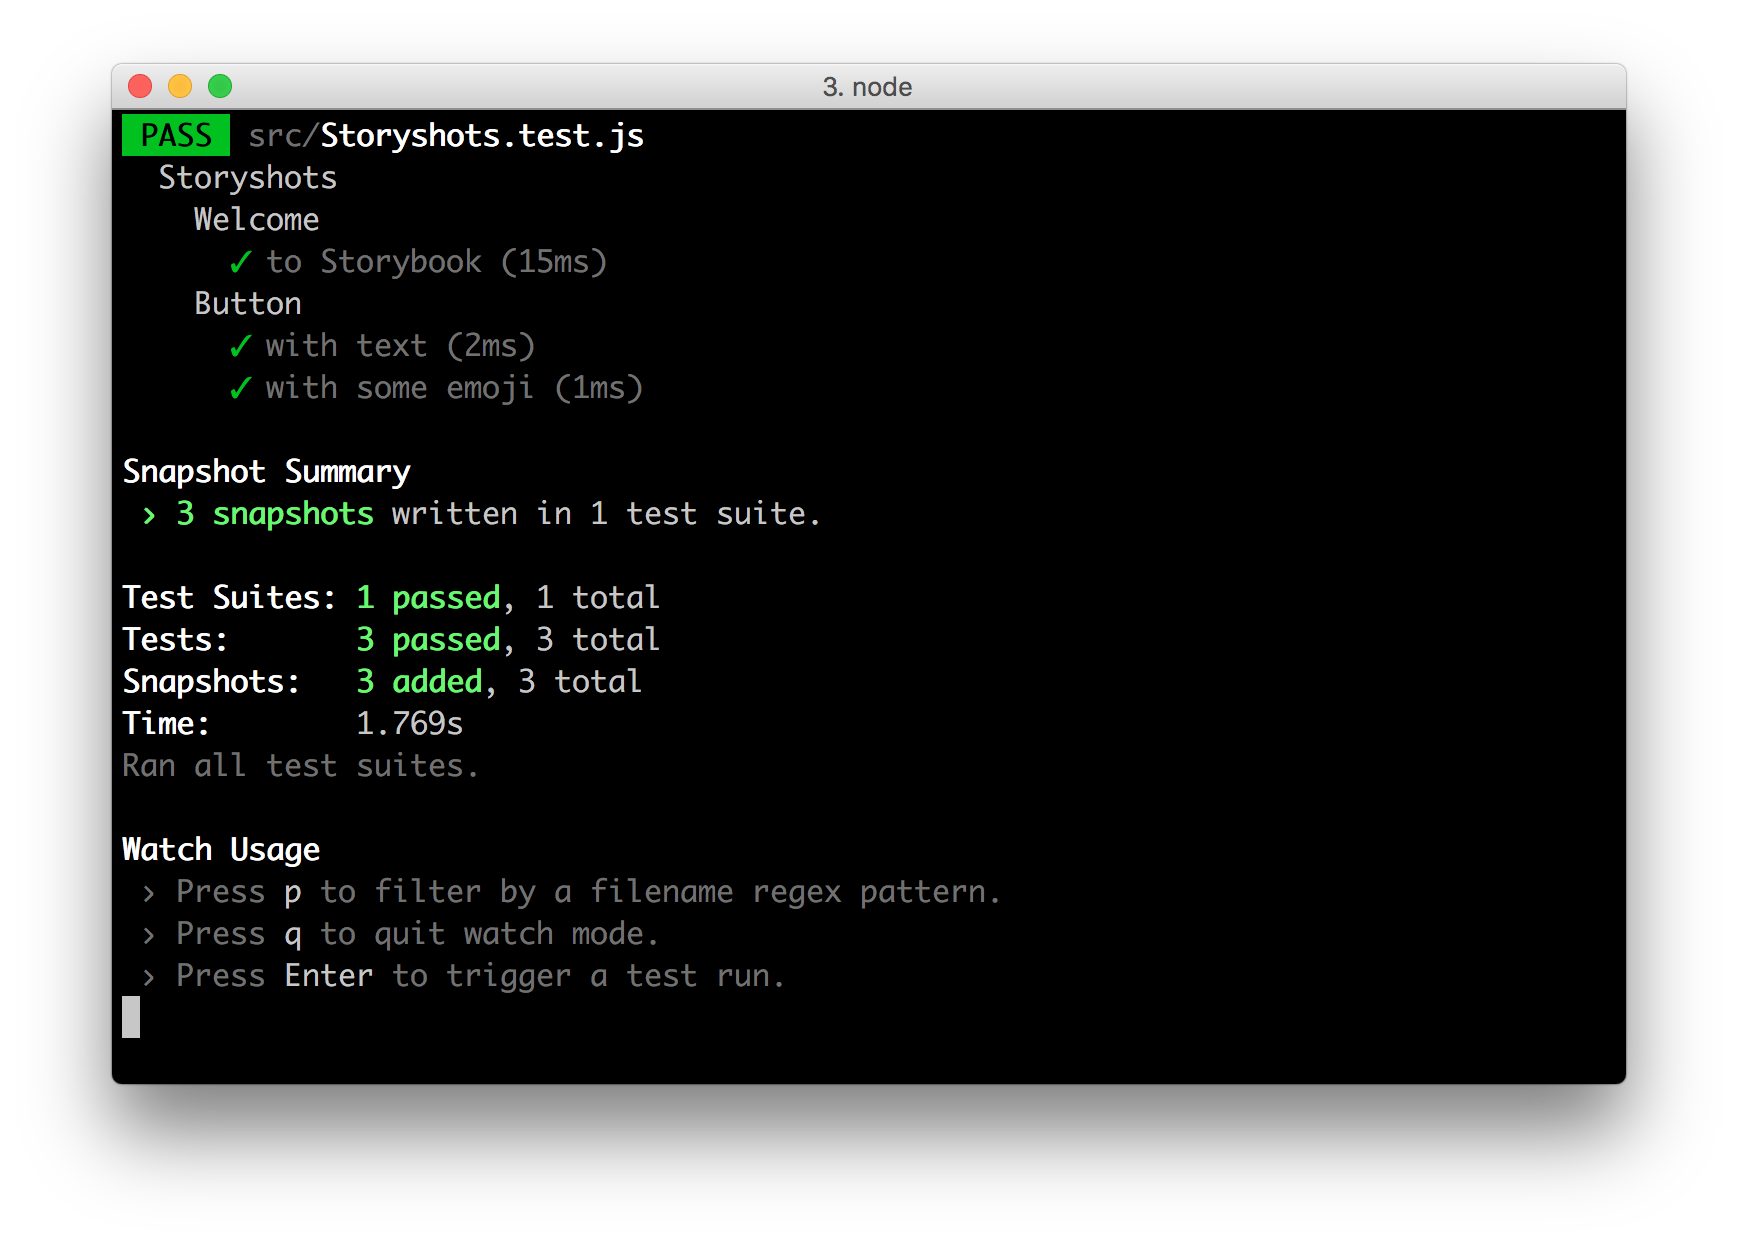 3. node
PASS src/Storyshots.test.js
Storyshots
Welcome
✓ to Storybook (15ms)
Button
✓ with text (2ms)
✓ with some emoji (1ms)
Snapshot Summary
› 3 snapshots written in 1 test suite.
Test Suites: 1 passed, 1 total
Tests: 3 passed, 3 total
Snapshots: 3 added, 3 total
Time: 1.769s
Ran all test suites.
Watch Usage
› Press p to filter by a filename regex pattern.
› Press q to quit watch mode.
› Press Enter to trigger a test run.